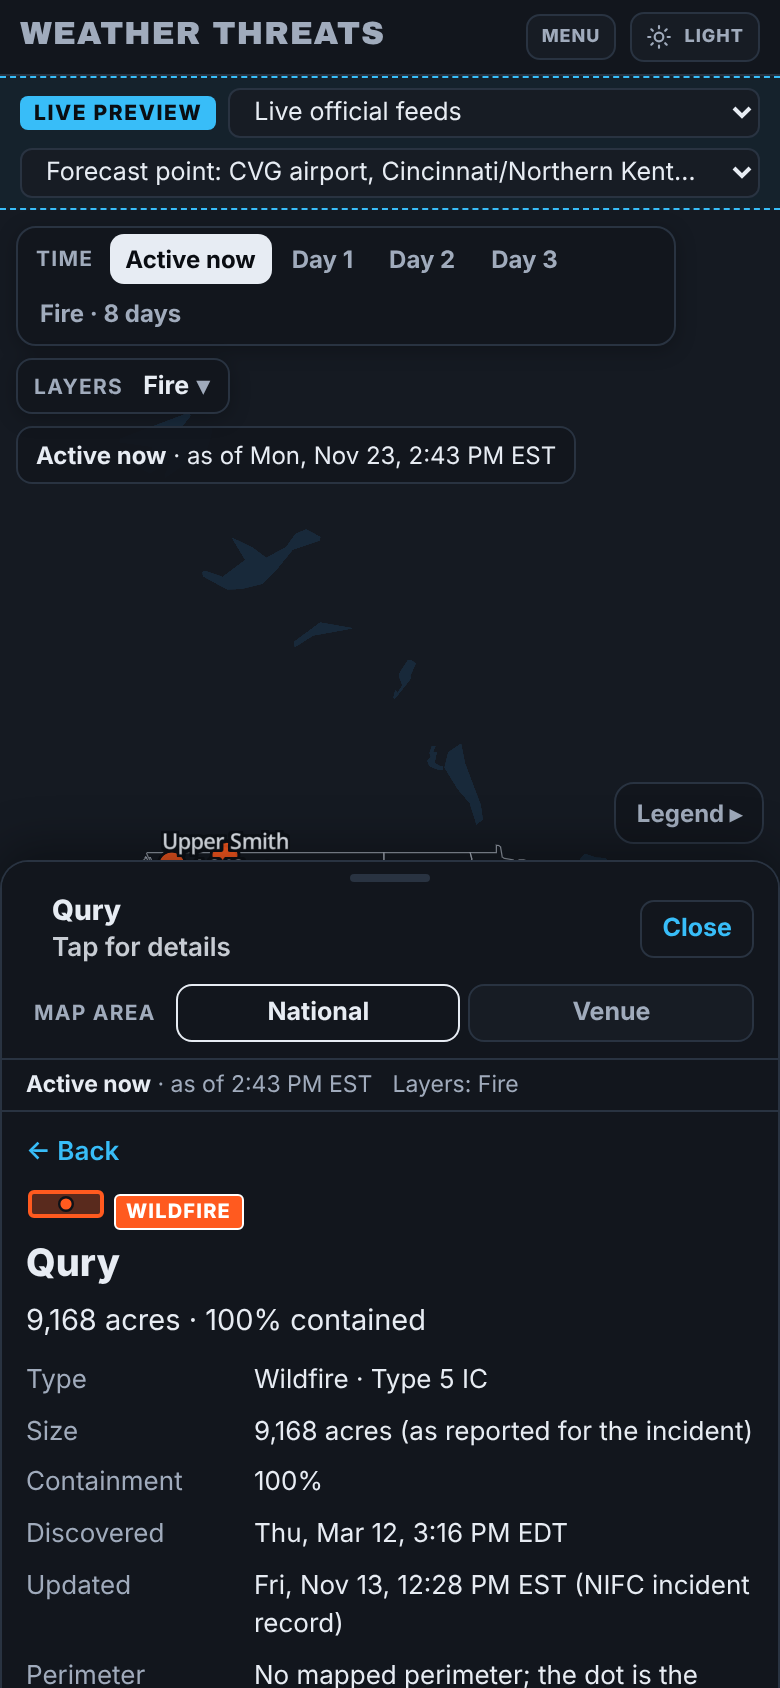 WEATHER THREATS
MENU
LIGHT
LIVE PREVIEW
Live official feeds
Forecast point: CVG airport, Cincinnati/Northern Kent...
TIME
Active now
Day 1
Day 2
Day 3
Fire · 8 days
LAYERS Fire ▾
Active now · as of Mon, Nov 23, 2:43 PM EST
Legend ▸
Upper Smith
Qury
Tap for details
Close
MAP AREA
National
Venue
Active now · as of 2:43 PM EST Layers: Fire
← Back
WILDFIRE
Qury
9,168 acres · 100% contained
Type Wildfire · Type 5 IC
Size 9,168 acres (as reported for the incident)
Containment 100%
Discovered Thu, Mar 12, 3:16 PM EDT
Updated Fri, Nov 13, 12:28 PM EST (NIFC incident
record)
Perimeter No mapped perimeter; the dot is the